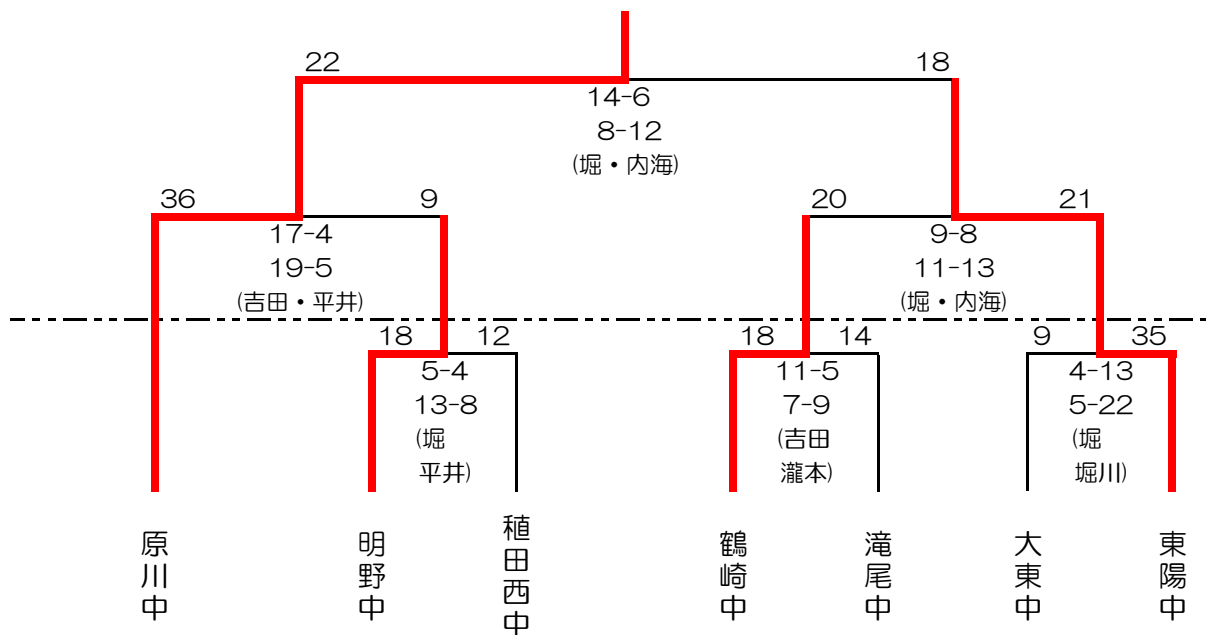 22
18
14-6
8-12
(堀・内海)
36
9
20
21
17-4
19-5
(吉田・平井)
9-8
11-13
(堀・内海)
18
12
18
14
9
35
5-4
13-8
(堀
平井)
11-5
7-9
(吉田
瀧本)
4-13
5-22
(堀
堀川)
原川中
明野中
稙田西中
鶴崎中
滝尾中
大東中
東陽中